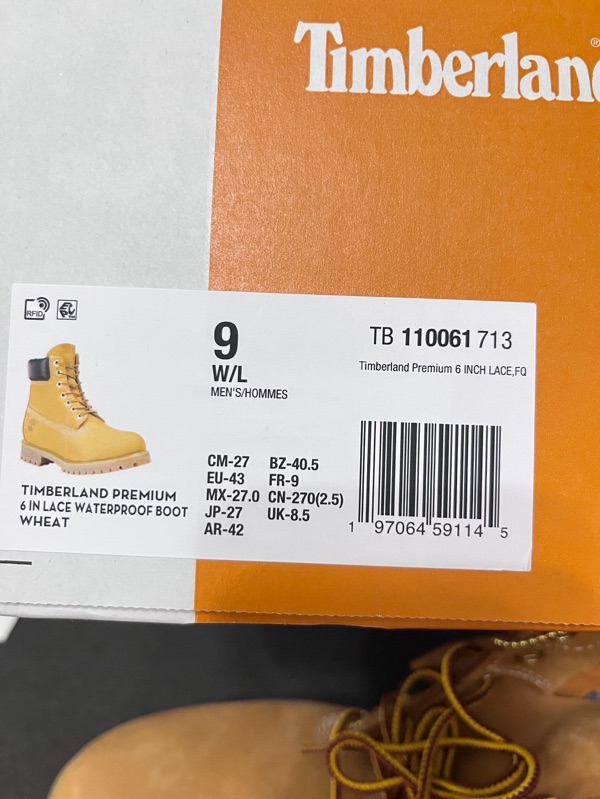 Timberlan
®
RFID
9
W/L
MEN'S/HOMMES
TB 110061 713
Timberland Premium 6 INCH LACE,FQ
TIMBERLAND PREMIUM
6 IN LACE WATERPROOF BOOT
WHEAT
CM-27 BZ-40.5
EU-43 FR-9
MX-27.0 CN-270(2.5)
JP-27 UK-8.5
AR-42
1 97064 59114 5